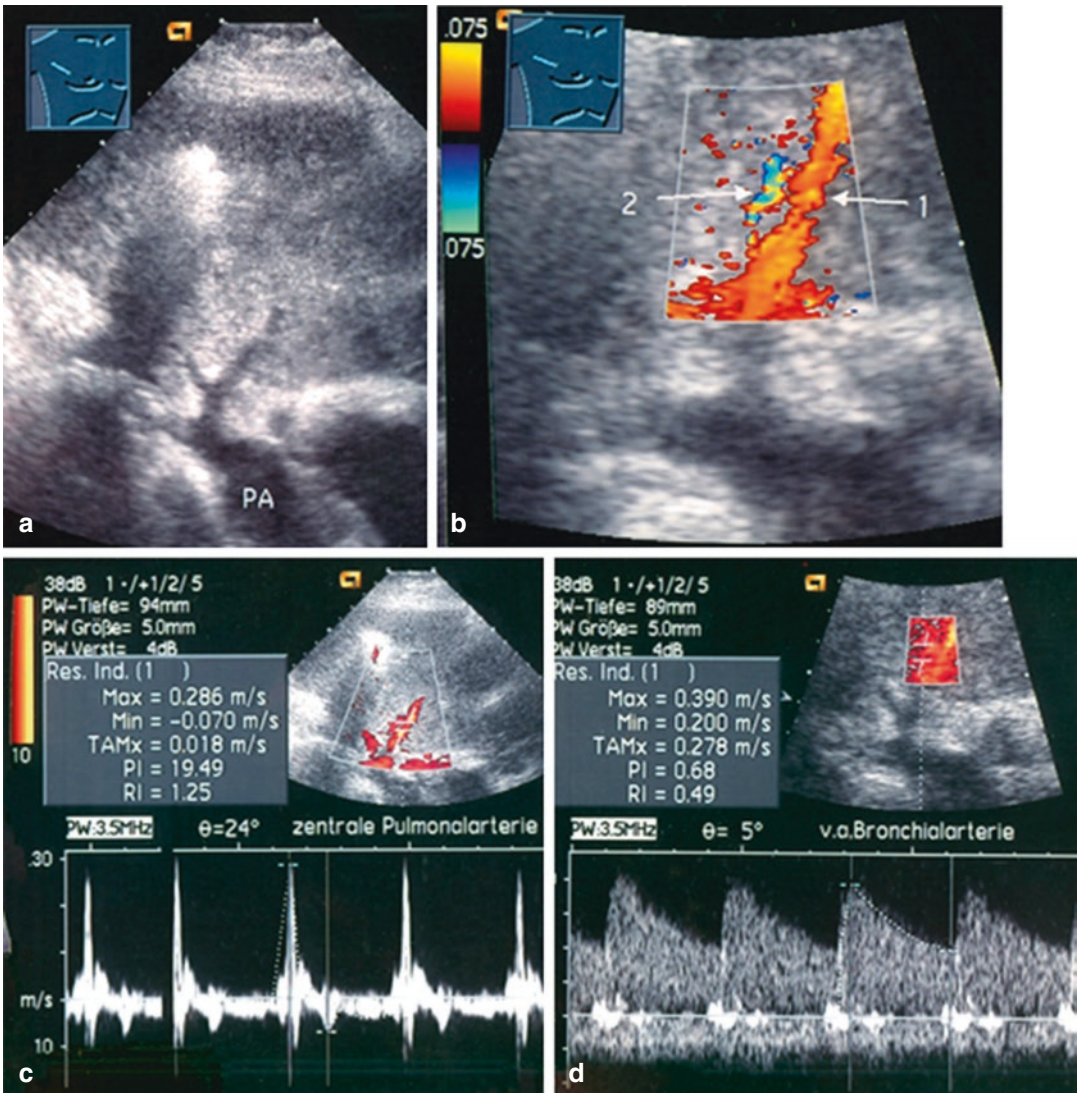 PA
a
.075
.075
2
1
b
38dB 1 ·/+1/2/ 5
PW-Tiefe= 94mm
PW Größe= 5.0mm
PW Verst= 4dB
Res. Ind. (1 )
Max = 0.286 m/s
Min = -0.070 m/s
TAMx = 0.018 m/s
PI = 19.49
RI = 1.25
10
PW:3.5MHz θ=24° zentrale Pulmonalarterie
.30
m/s
10
c
38dB 1 ·/+1/2/ 5
PW-Tiefe= 89mm
PW Größe= 5.0mm
PW Verst= 4dB
Res. Ind. (1 )
Max = 0.390 m/s
Min = 0.200 m/s
TAMx = 0.278 m/s
PI = 0.68
RI = 0.49
PW:3.5MHz θ= 5° v.a.Bronchialarterie
d